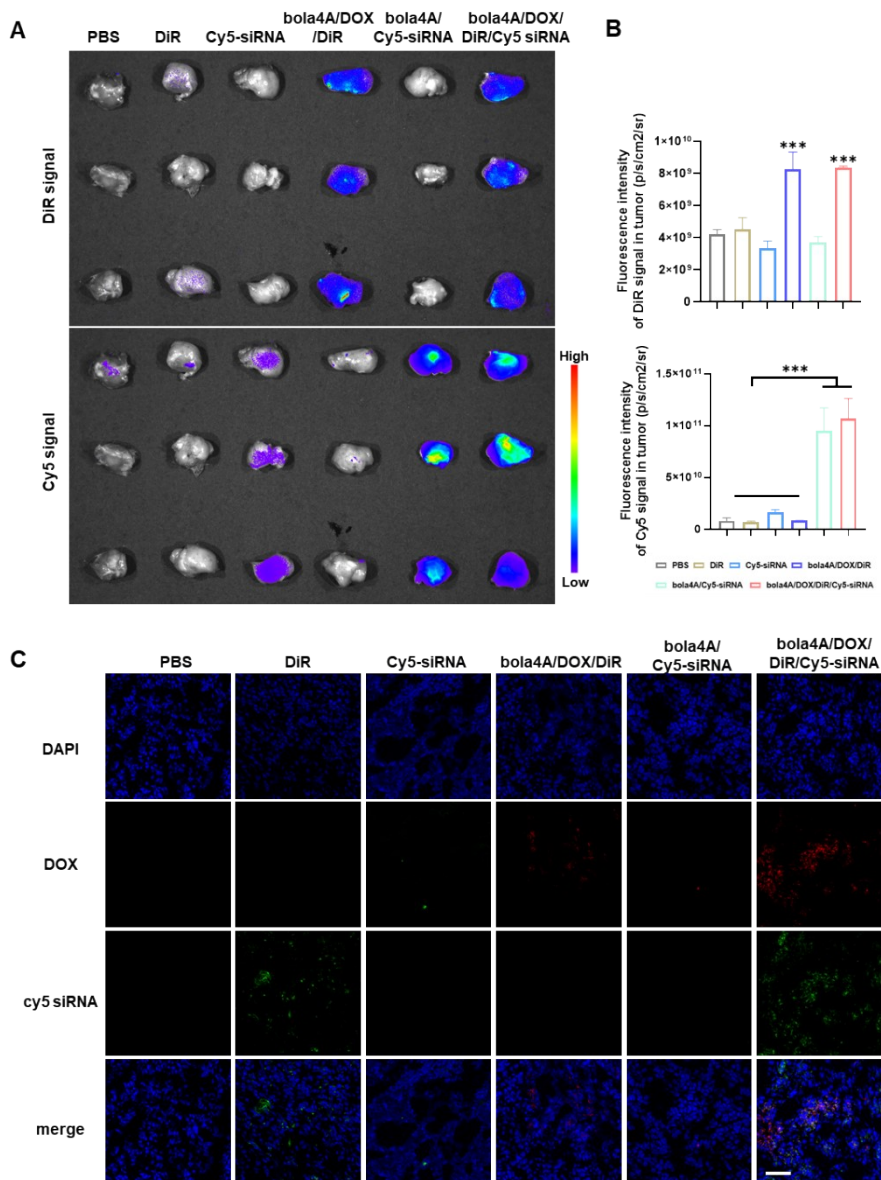 A
PBS
DiR
Cy5-siRNA
bola4A/DOX
/DiR
bola4A/
Cy5-siRNA
bola4A/DOX/
DiR/Cy5 siRNA
DiR signal
Cy5 signal
High
Low
B
Fluorescence intensity
of DiR signal in tumor (p/s/cm2/sr)
1×10¹⁰
8×10⁹
6×10⁹
4×10⁹
2×10⁹
0
***
***
Fluorescence intensity
of Cy5 signal in tumor (p/s/cm2/sr)
1.5×10¹¹
1×10¹¹
5×10¹⁰
0
***
PBS DiR Cy5-siRNA bola4A/DOX/DiR
bola4A/Cy5-siRNA bola4A/DOX/DiR/Cy5-siRNA
C
PBS
DiR
Cy5-siRNA
bola4A/DOX/DiR
bola4A/
Cy5-siRNA
bola4A/DOX/
DiR/Cy5-siRNA
DAPI
DOX
cy5 siRNA
merge